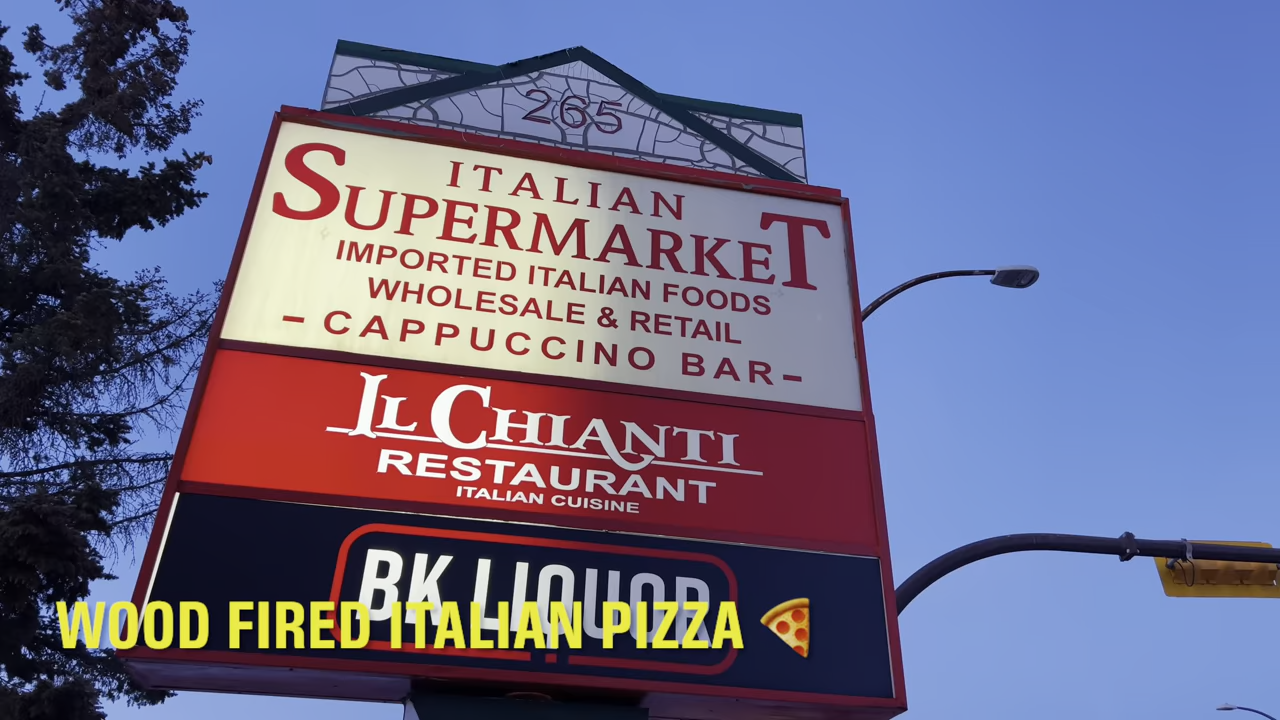 265
ITALIAN
SUPERMARKET
IMPORTED ITALIAN FOODS
WHOLESALE & RETAIL
- CAPPUCCINO BAR -
IL CHIANTI
RESTAURANT
ITALIAN CUISINE
BK LIQUOR
WOOD FIRED ITALIAN PIZZA 🍕